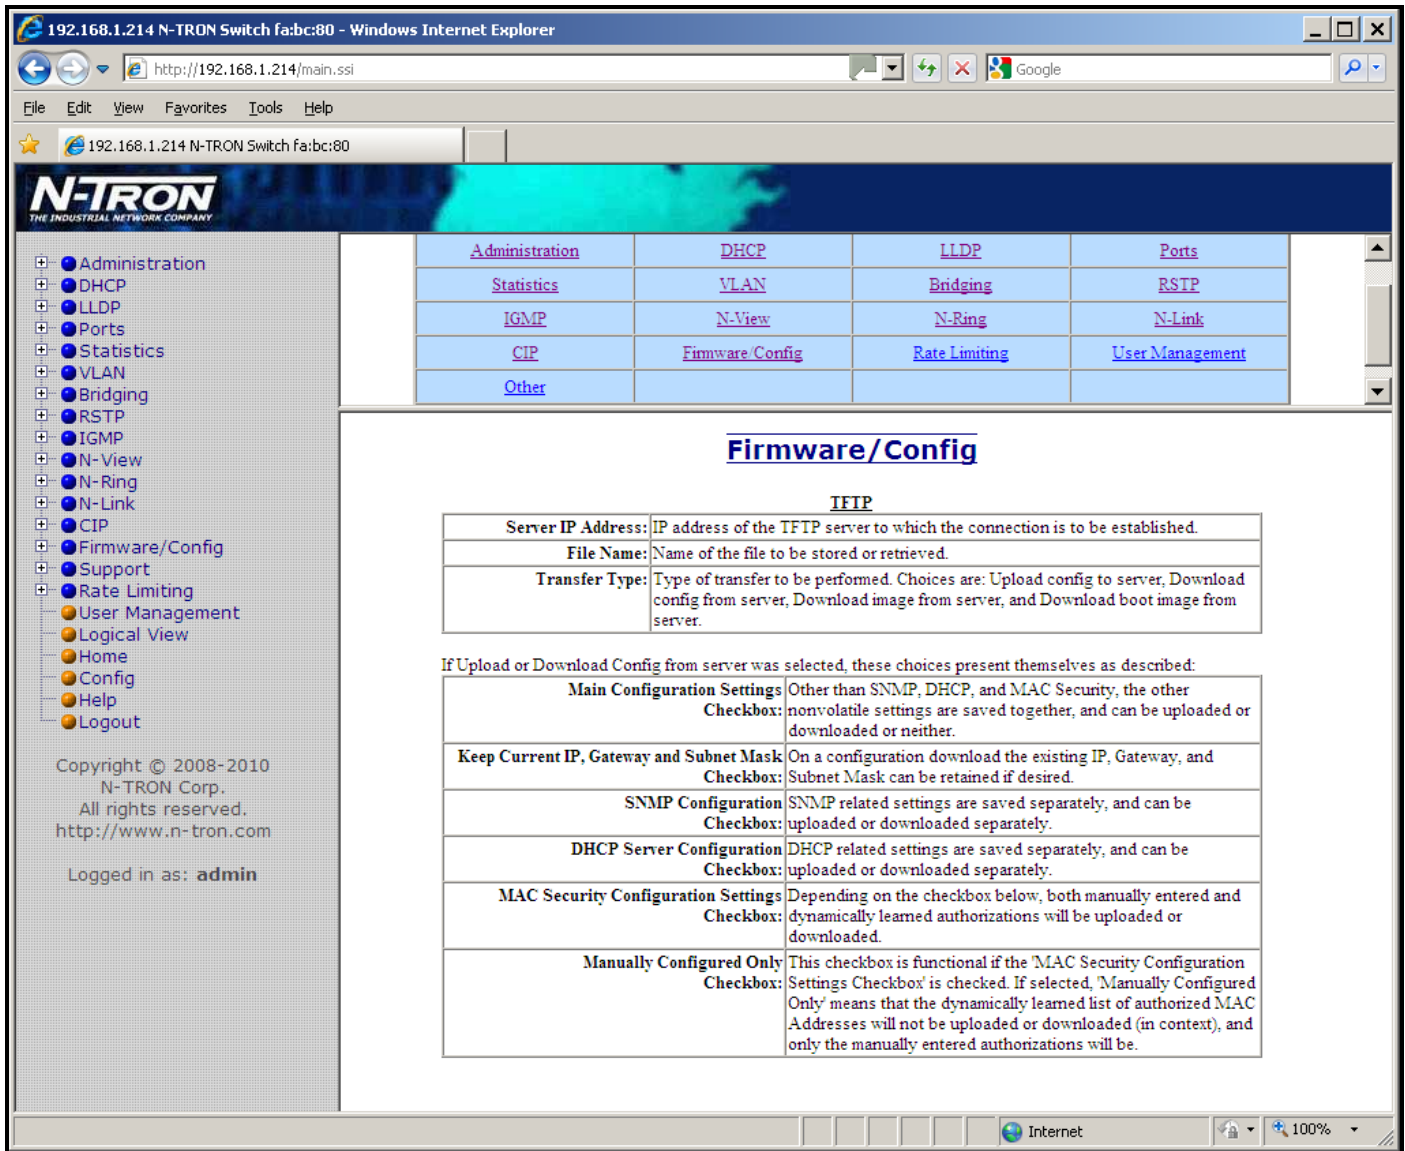 192.168.1.214 N-TRON Switch fa:bc:80 - Windows Internet Explorer
http://192.168.1.214/main.ssi
Google
File Edit View Favorites Tools Help
192.168.1.214 N-TRON Switch fa:bc:80
N-TRON
THE INDUSTRIAL NETWORK COMPANY
Administration
DHCP
LLDP
Ports
Statistics
VLAN
Bridging
RSTP
IGMP
N-View
N-Ring
N-Link
CIP
Firmware/Config
Support
Rate Limiting
User Management
Logical View
Home
Config
Help
Logout
Copyright © 2008-2010
N-TRON Corp.
All rights reserved.
http://www.n-tron.com
Logged in as: admin
Administration DHCP LLDP Ports
Statistics VLAN Bridging RSTP
IGMP N-View N-Ring N-Link
CIP Firmware/Config Rate Limiting User Management
Other
Firmware/Config
TFTP
Server IP Address: IP address of the TFTP server to which the connection is to be established.
File Name: Name of the file to be stored or retrieved.
Transfer Type: Type of transfer to be performed. Choices are: Upload config to server, Download
config from server, Download image from server, and Download boot image from
server.
If Upload or Download Config from server was selected, these choices present themselves as described:
Main Configuration Settings Other than SNMP, DHCP, and MAC Security, the other
Checkbox: nonvolatile settings are saved together, and can be uploaded or
downloaded or neither.
Keep Current IP, Gateway and Subnet Mask On a configuration download the existing IP, Gateway, and
Checkbox: Subnet Mask can be retained if desired.
SNMP Configuration SNMP related settings are saved separately, and can be
Checkbox: uploaded or downloaded separately.
DHCP Server Configuration DHCP related settings are saved separately, and can be
Checkbox: uploaded or downloaded separately.
MAC Security Configuration Settings Depending on the checkbox below, both manually entered and
Checkbox: dynamically learned authorizations will be uploaded or
downloaded.
Manually Configured Only This checkbox is functional if the 'MAC Security Configuration
Checkbox: Settings Checkbox' is checked. If selected, 'Manually Configured
Only' means that the dynamically learned list of authorized MAC
Addresses will not be uploaded or downloaded (in context), and
only the manually entered authorizations will be.
Internet
100%